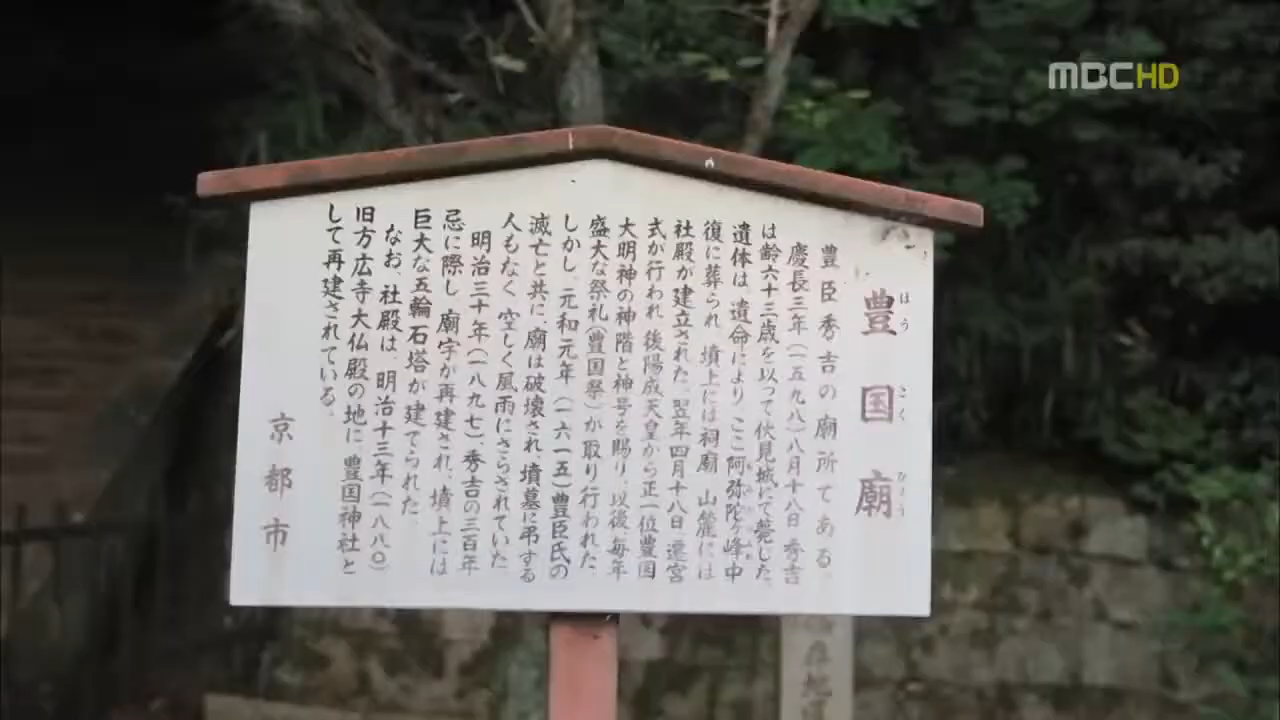 MBCHD
豊国廟
ほう
こく
びょう
豊臣秀吉の廟所である。
慶長三年(一五九八)八月十八日、秀吉
は齢六十三歳を以って伏見城にて薨した。
遺体は、遺命により、ここ阿弥陀ヶ峰中
復に葬られ、墳上には祠廟、山麓には
社殿が建立された。翌年四月十八日、遷宮
式が行われ、後陽成天皇から正一位豊国
大明神の神階と神号を賜り、以後、毎年
盛大な祭礼(豊国祭)が取り行われた。
しかし、元和元年(一六一五)豊臣氏の
滅亡と共に、廟は破壊され、墳墓に弔する
人もなく、空しく風雨にさらされていた
明治三十年(一八九七)、秀吉の三百年
忌に際し、廟宇が再建され、墳上には
巨大な五輪石塔が建てられた。
なお、社殿は、明治十三年(一八八〇)
旧方広寺大仏殿の地に豊国神社と
して再建されている。
京都市